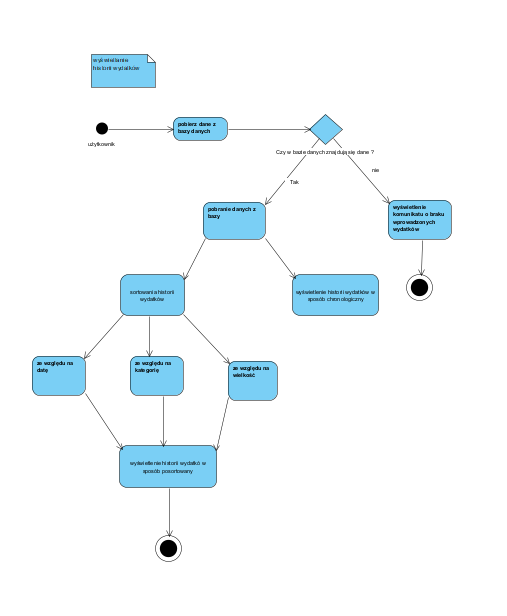 wyświetlanie
historii wydatków
pobierz dane z
bazy danych
użytkownik
Czy w bazie danych znajdują się dane ?
nie
Tak
pobranie danych z
bazy
wyświetlenie
komunikatu o braku
wprowadzonych
wydatków
sortowania historii
wydatków
wyświetlenie historii wydatków w
sposób chronologiczny
ze względu na
datę
ze względu na
kategorię
ze względu na
wielkość
wyświetlenie historii wydatkó w
sposób posortowany